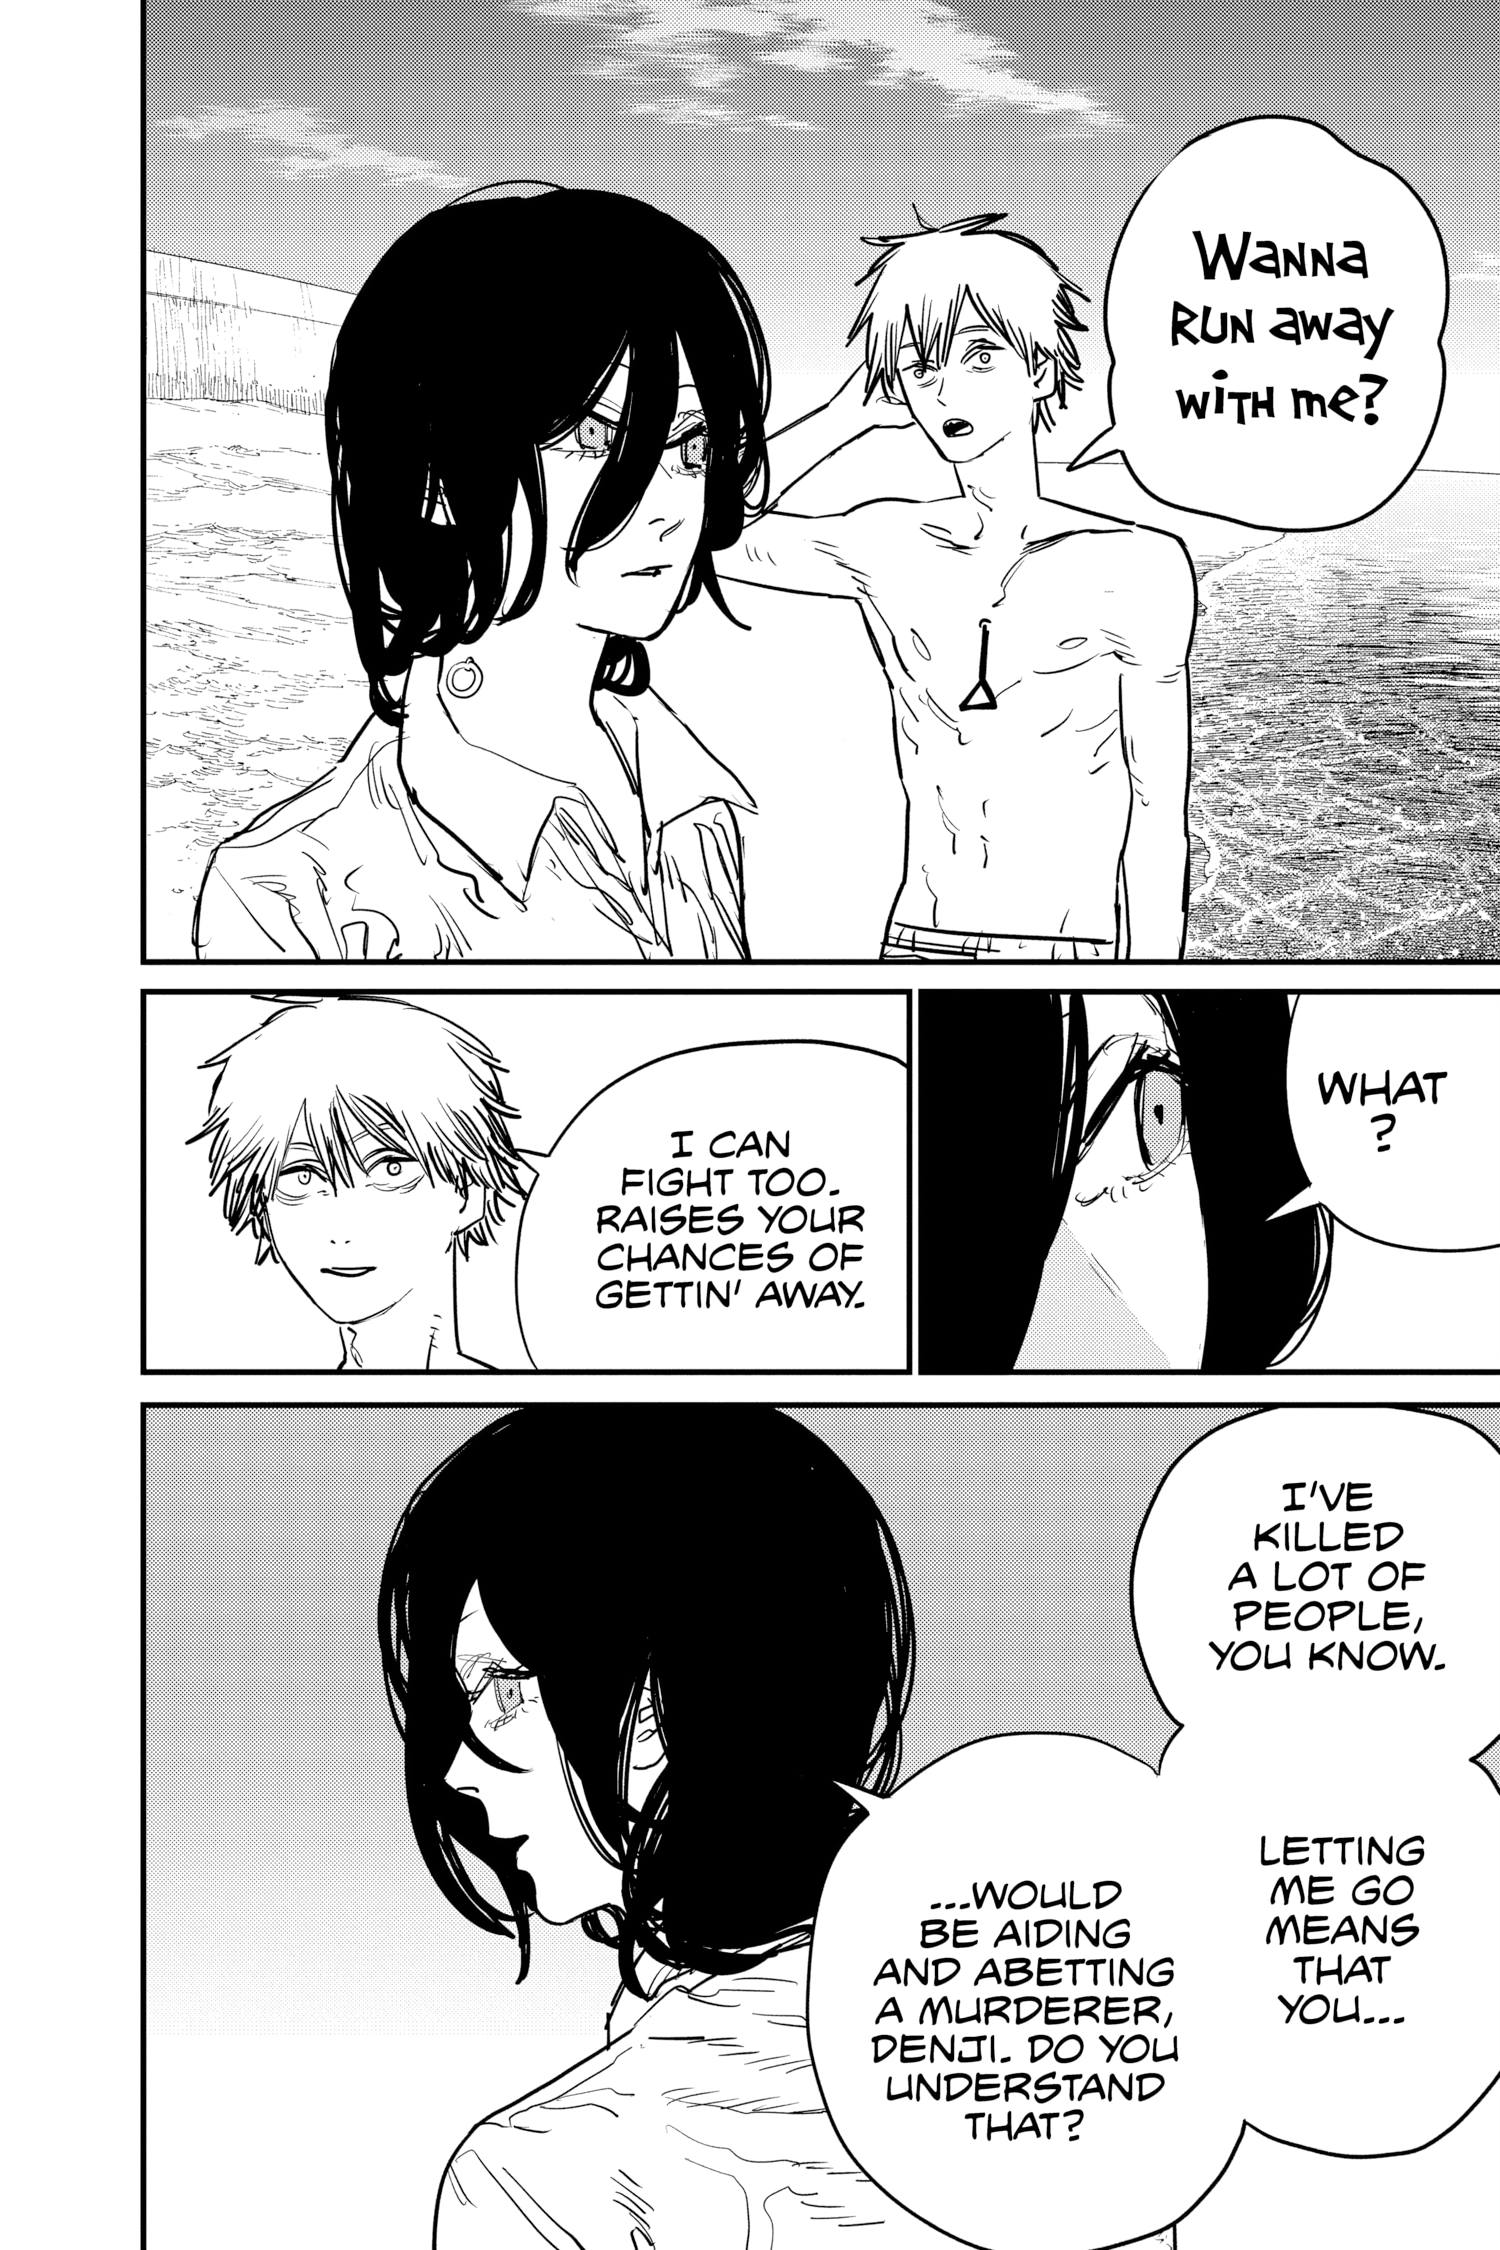 Wanna
run away
with me?
WHAT
?
I CAN
FIGHT TOO.
RAISES YOUR
CHANCES OF
GETTIN' AWAY.
I'VE
KILLED
A LOT OF
PEOPLE,
YOU KNOW.
LETTING
ME GO
MEANS
THAT
YOU...
...WOULD
BE AIDING
AND ABETTING
A MURDERER,
DENJI. DO YOU
UNDERSTAND
THAT?